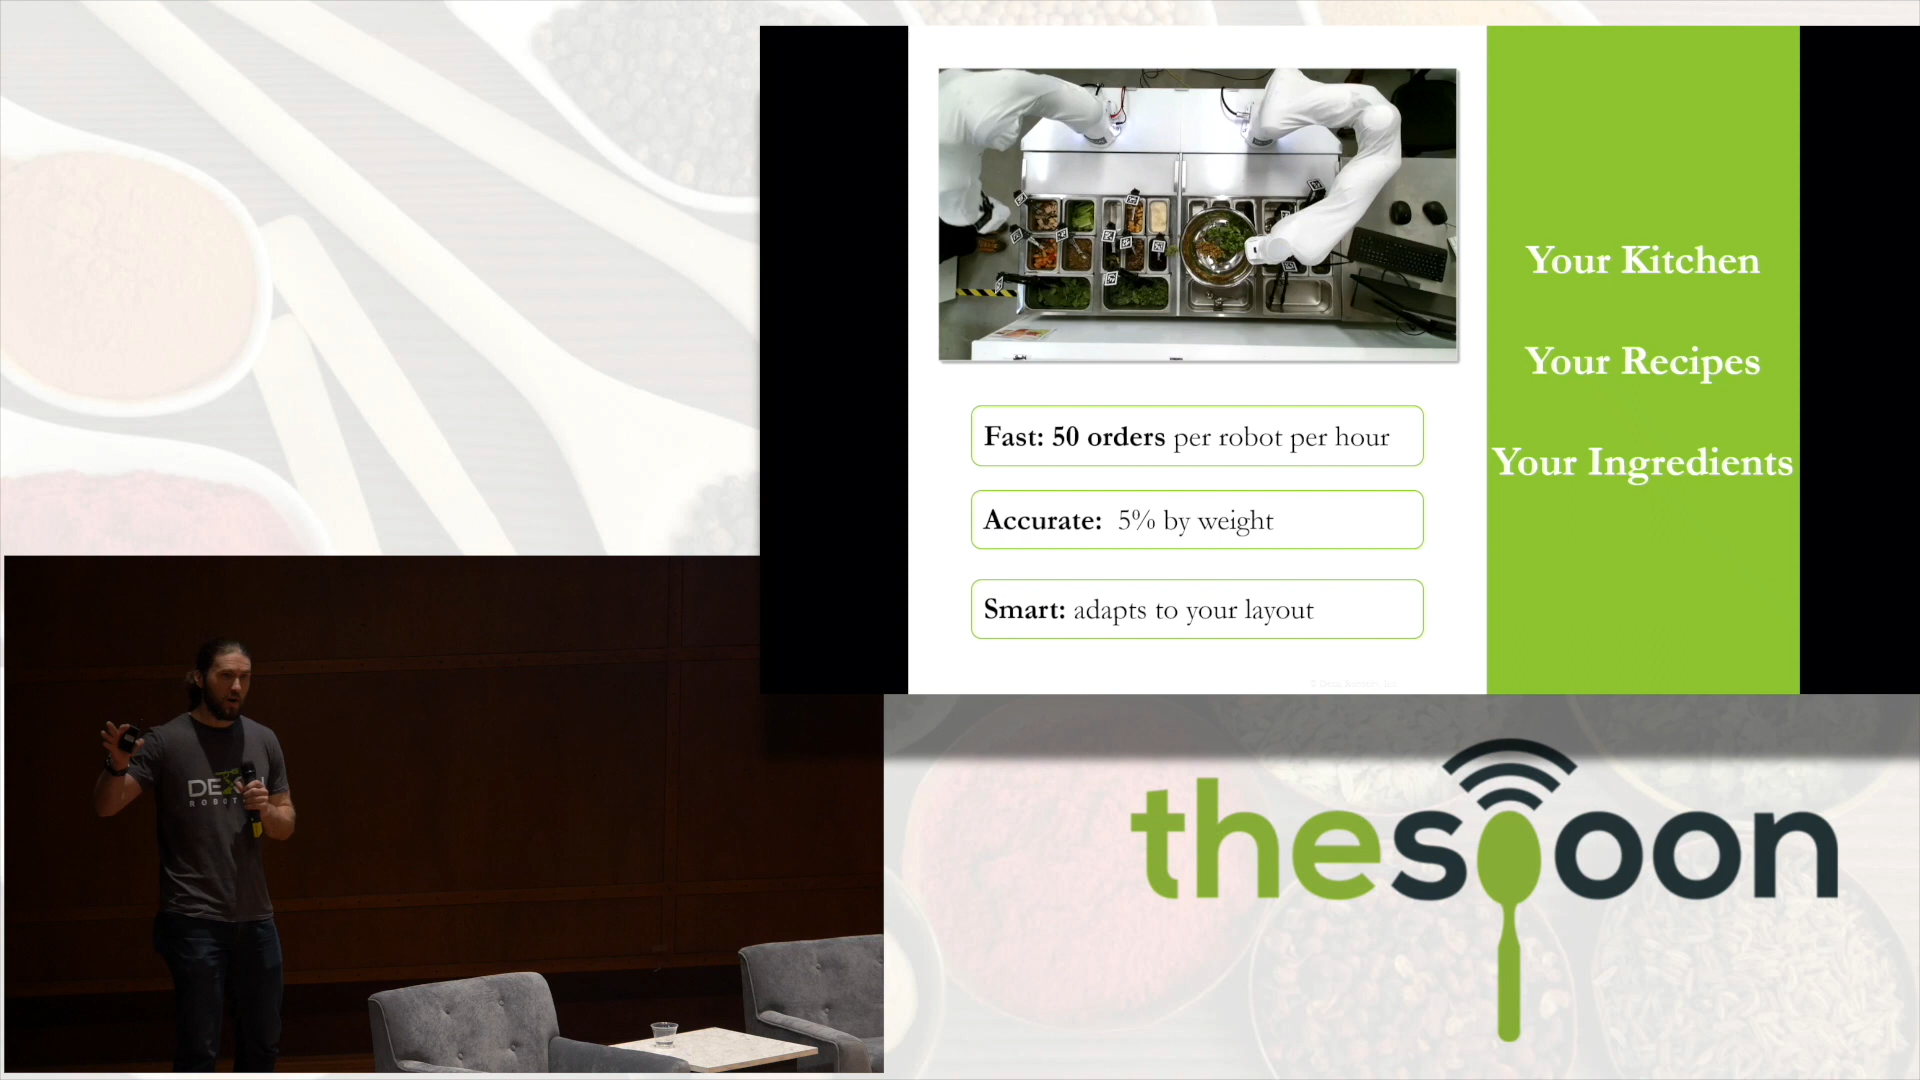 Your Kitchen
Your Recipes
Your Ingredients
Fast: 50 orders per robot per hour
Accurate: 5% by weight
Smart: adapts to your layout
thespoon